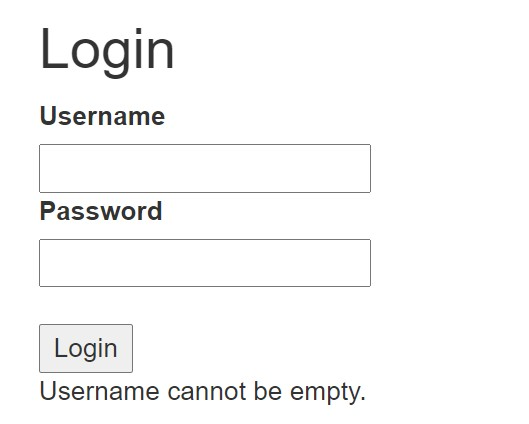 Login
Username
Password
Login
Username cannot be empty.